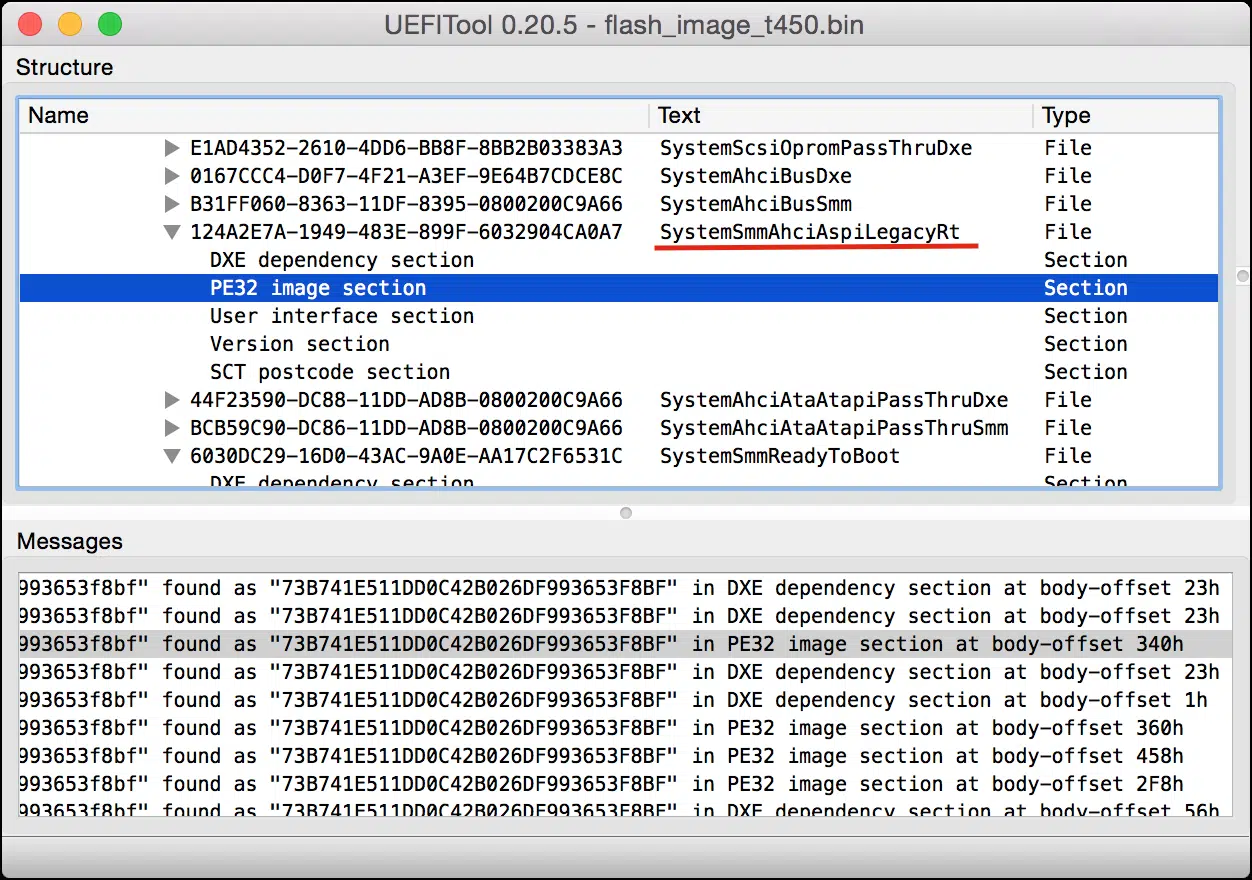 UEFITool 0.20.5 - flash_image_t450.bin
Structure
Name Text Type
E1AD4352-2610-4DD6-BB8F-8BB2B03383A3 SystemScsiOpromPassThruDxe File
0167CCC4-D0F7-4F21-A3EF-9E64B7CDCE8C SystemAhciBusDxe File
B31FF060-8363-11DF-8395-0800200C9A66 SystemAhciBusSmm File
124A2E7A-1949-483E-899F-6032904CA0A7 SystemSmmAhciAspiLegacyRt File
DXE dependency section Section
PE32 image section Section
User interface section Section
Version section Section
SCT postcode section Section
44F23590-DC88-11DD-AD8B-0800200C9A66 SystemAhciAtaAtapiPassThruDxe File
BCB59C90-DC86-11DD-AD8B-0800200C9A66 SystemAhciAtaAtapiPassThruSmm File
6030DC29-16D0-43AC-9A0E-AA17C2F6531C SystemSmmReadyToBoot File
DXE dependency section Section
Messages
993653f8bf" found as "73B741E511DD0C42B026DF993653F8BF" in DXE dependency section at body-offset 23h
993653f8bf" found as "73B741E511DD0C42B026DF993653F8BF" in DXE dependency section at body-offset 23h
993653f8bf" found as "73B741E511DD0C42B026DF993653F8BF" in PE32 image section at body-offset 340h
993653f8bf" found as "73B741E511DD0C42B026DF993653F8BF" in DXE dependency section at body-offset 23h
993653f8bf" found as "73B741E511DD0C42B026DF993653F8BF" in DXE dependency section at body-offset 1h
993653f8bf" found as "73B741E511DD0C42B026DF993653F8BF" in PE32 image section at body-offset 360h
993653f8bf" found as "73B741E511DD0C42B026DF993653F8BF" in PE32 image section at body-offset 458h
993653f8bf" found as "73B741E511DD0C42B026DF993653F8BF" in PE32 image section at body-offset 2F8h
993653f8bf" found as "73B741E511DD0C42B026DF993653F8BF" in DXE dependency section at body-offset 56h